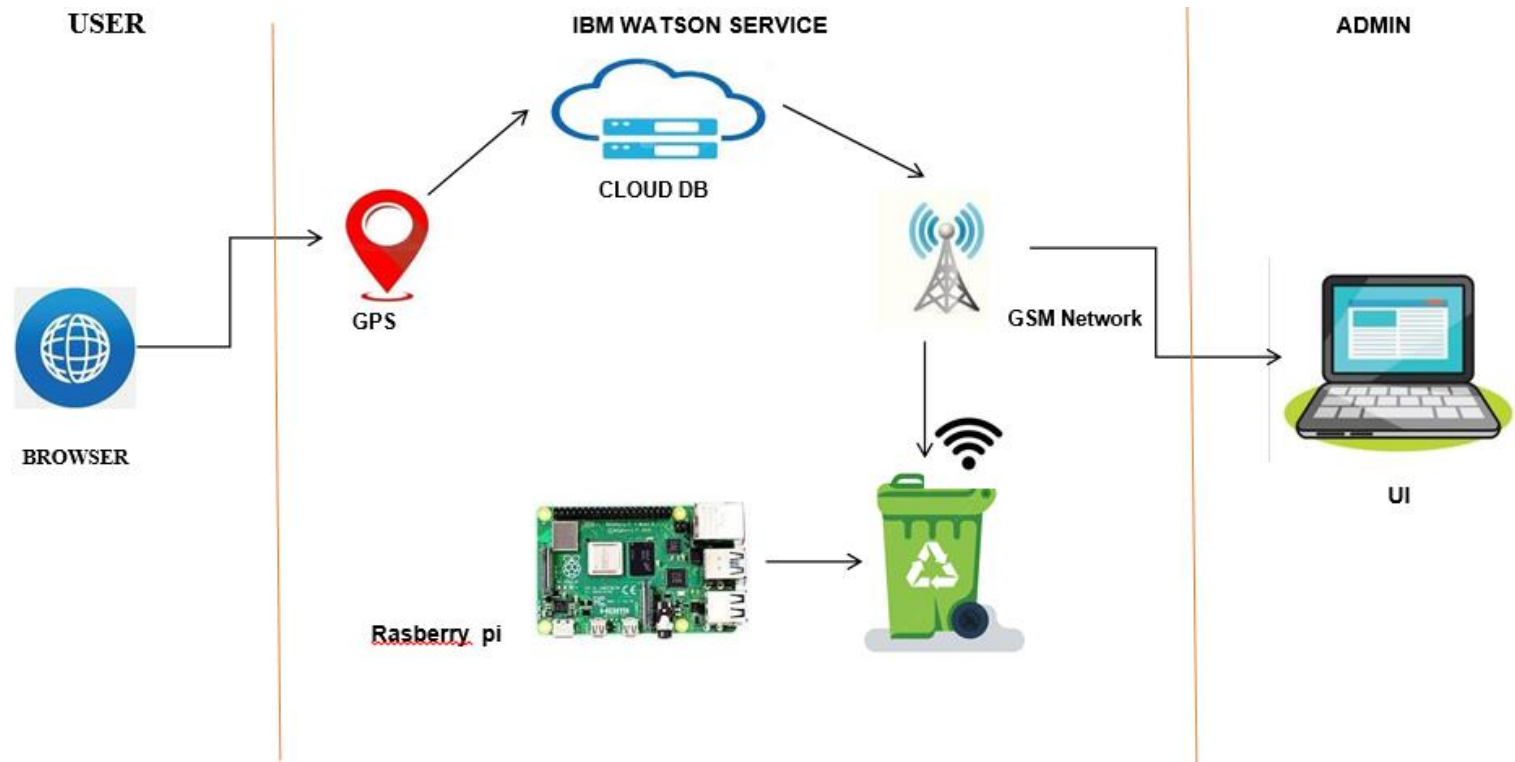 USER
IBM WATSON SERVICE
ADMIN
CLOUD DB
GPS
GSM Network
BROWSER
UI
Rasberry pi